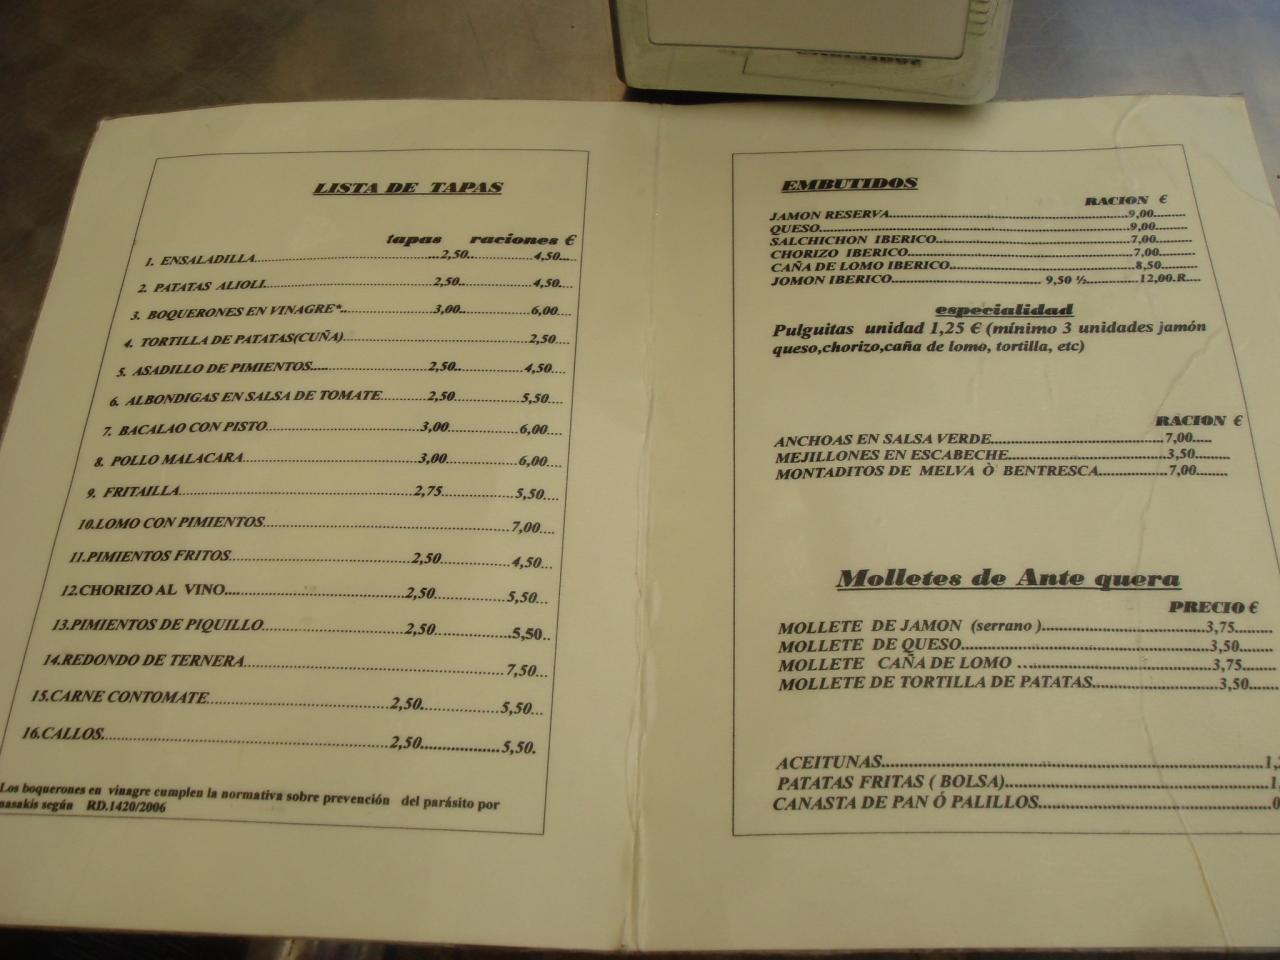 LISTA DE TAPAS
tapas raciones €
1. ENSALADILLA...2,50..4,50...
2. PATATAS ALIOLI...2,50...4,50...
3. BOQUERONES EN VINAGRE*..3,00...6,00...
4. TORTILLA DE PATATAS(CUÑA)...2,50...
5. ASADILLO DE PIMIENTOS...2,50..4,50...
6. ALBONDIGAS EN SALSA DE TOMATE...2,50...5,50...
7. BACALAO CON PISTO...3,00...6,00...
8. POLLO MALACARA...3,00...6,00...
9. FRITAILLA...2,75...5,50...
10.LOMO CON PIMIENTOS...7,00...
11.PIMIENTOS FRITOS...2,50...4,50...
12.CHORIZO AL VINO...2,50...5,50...
13.PIMIENTOS DE PIQUILLO...2,50...5,50..
14.REDONDO DE TERNERA...7,50...
15.CARNE CONTOMATE...2,50...5,50...
16.CALLOS...2,50...5,50.
Los boquerones en vinagre cumplen la normativa sobre prevención del parásito por
nasakis según RD.1420/2006
EMBUTIDOS
RACION €
JAMON RESERVA...9,00...
QUESO...9,00...
SALCHICHON IBERICO...7,00...
CHORIZO IBERICO...7,00...
CAÑA DE LOMO IBERICO...8,50...
JOMON IBERICO...9,50 ½...12,00.R...
especialidad
Pulguitas unidad 1,25 € (mínimo 3 unidades jamón
queso,chorizo,caña de lomo, tortilla, etc)
RACION €
ANCHOAS EN SALSA VERDE...7,00...
MEJILLONES EN ESCABECHE...3,50...
MONTADITOS DE MELVA Ò BENTRESCA...7,00...
Molletes de Ante quera
PRECIO €
MOLLETE DE JAMON (serrano )...3,75...
MOLLETE DE QUESO...3,50...
MOLLETE CAÑA DE LOMO ...3,75...
MOLLETE DE TORTILLA DE PATATAS...3,50...
ACEITUNAS...
PATATAS FRITAS ( BOLSA)...
CANASTA DE PAN Ó PALILLOS...